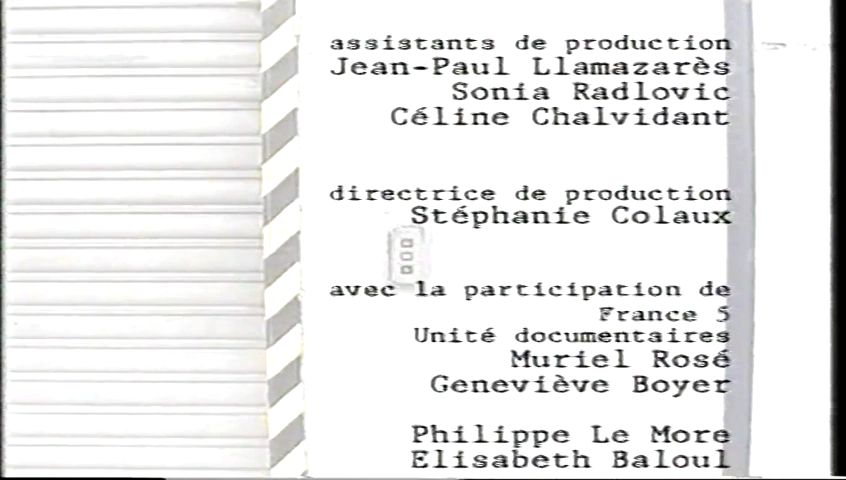 assistants de production
Jean-Paul Llamazarès
Sonia Radlovic
Céline Chalvidant
directrice de production
Stéphanie Colaux
avec la participation de
France 5
Unité documentaires
Muriel Rosé
Geneviève Boyer
Philippe Le More
Elisabeth Baloul